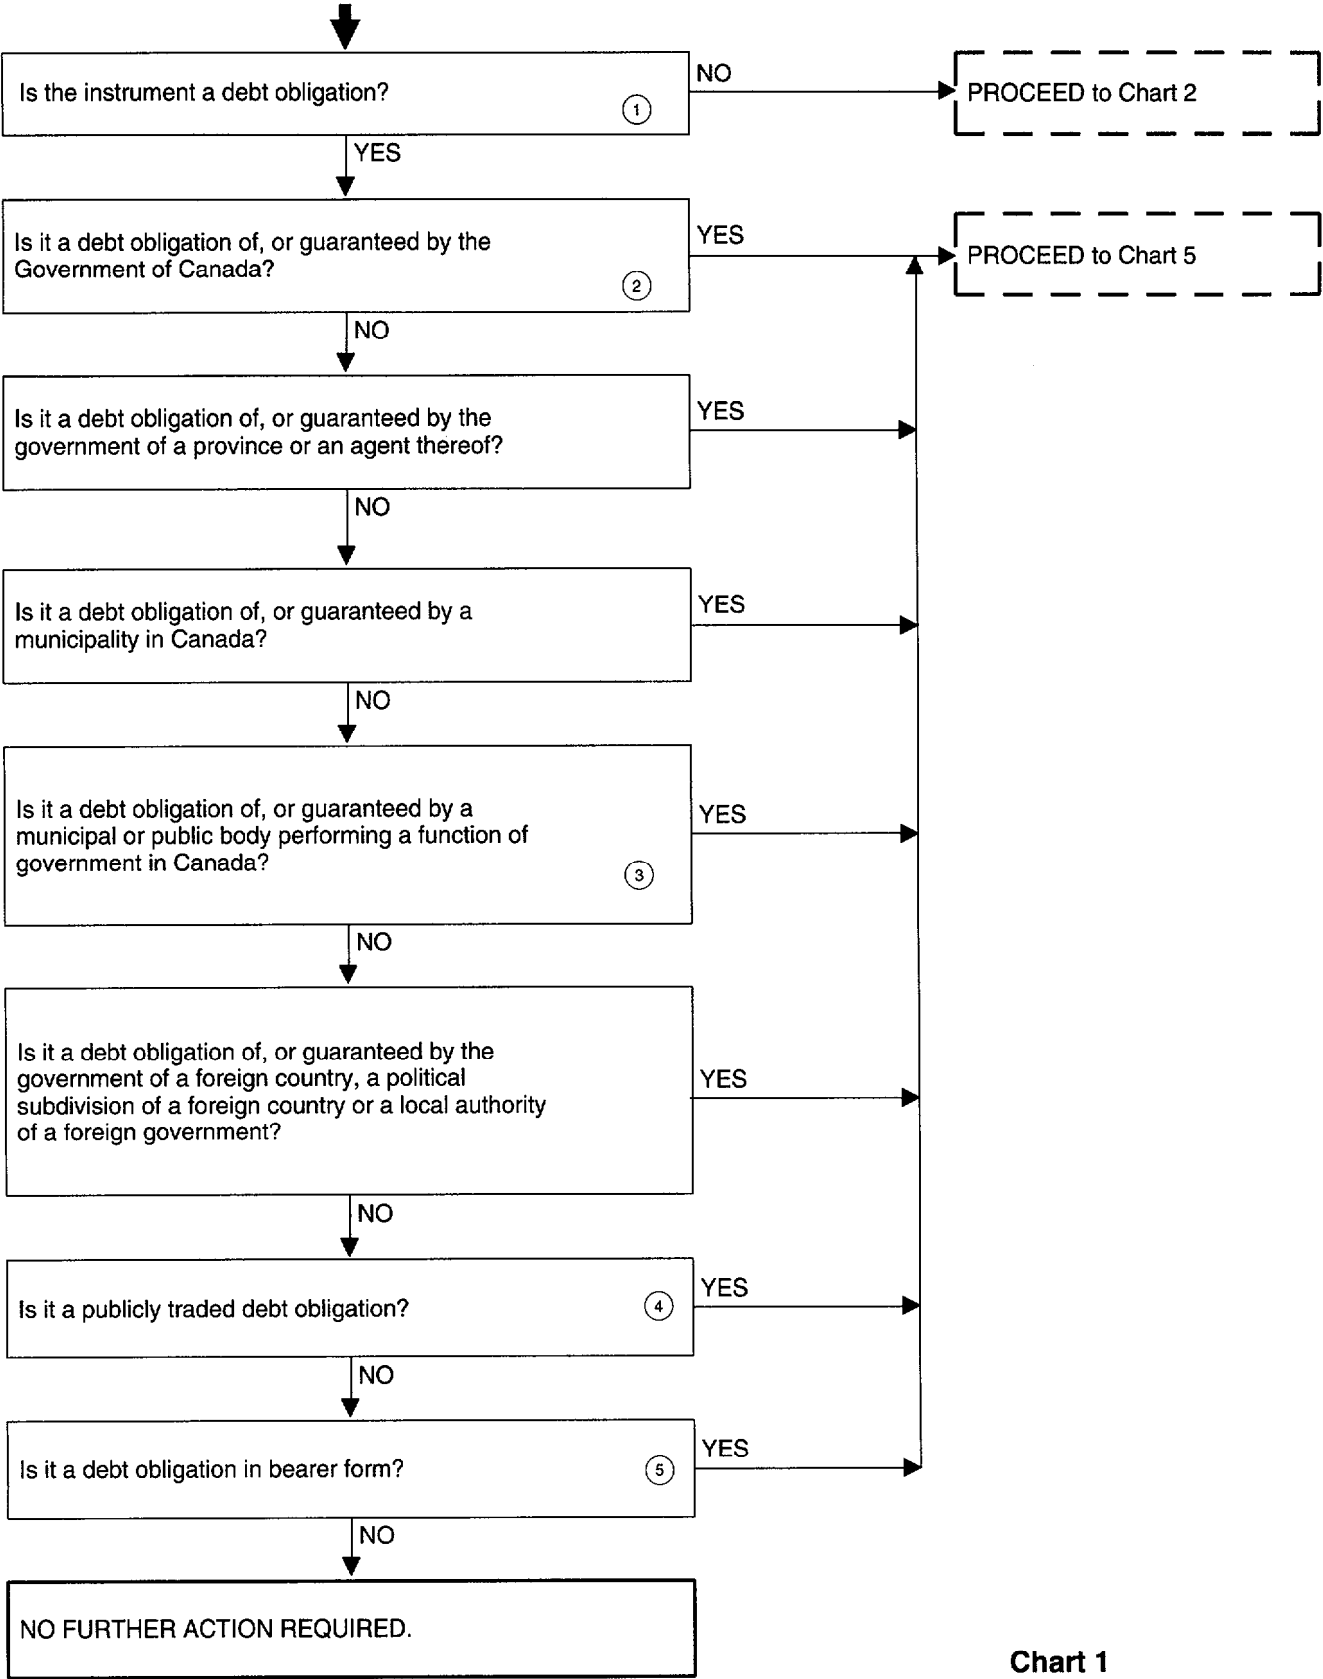 Is the instrument a debt obligation?
1
NO
PROCEED to Chart 2
YES
Is it a debt obligation of, or guaranteed by the
Government of Canada?
2
YES
PROCEED to Chart 5
NO
Is it a debt obligation of, or guaranteed by the
government of a province or an agent thereof?
YES
NO
Is it a debt obligation of, or guaranteed by a
municipality in Canada?
YES
NO
Is it a debt obligation of, or guaranteed by a
municipal or public body performing a function of
government in Canada?
3
YES
NO
Is it a debt obligation of, or guaranteed by the
government of a foreign country, a political
subdivision of a foreign country or a local authority
of a foreign government?
YES
NO
Is it a publicly traded debt obligation?
4
YES
NO
Is it a debt obligation in bearer form?
5
YES
NO
NO FURTHER ACTION REQUIRED.
Chart 1